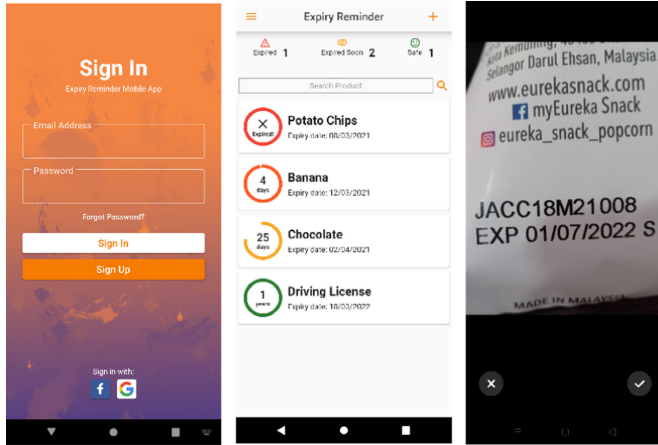 Sign In
Expiry Reminder Mobile App
Email Address
Password
Forgot Password?
Sign In
Sign Up
Sign in with:
f G
Expiry Reminder
Expired 1 Expired Soon 2 Safe 1
Search Product
Expired!
Potato Chips
Expiry date: 08/03/2021
4
days
Banana
Expiry date: 12/03/2021
25
days
Chocolate
Expiry date: 02/04/2021
1
years
Driving License
Expiry date: 10/03/2022
Selangor Darul Ehsan, Malaysia.
www.eurekasnack.com
f myEureka Snack
eureka_snack_popcorn
JACC18M21008
EXP 01/07/2022 S
MADE IN MALAYSIA